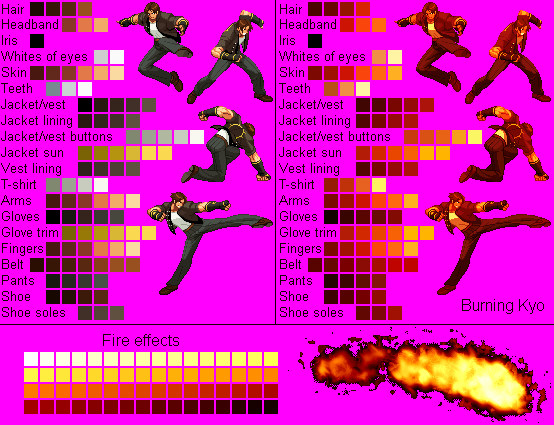 Hair
Headband
Iris
Whites of eyes
Skin
Teeth
Jacket/vest
Jacket lining
Jacket/vest buttons
Jacket sun
Vest lining
T-shirt
Arms
Gloves
Glove trim
Fingers
Belt
Pants
Shoe
Shoe soles
Hair
Headband
Iris
Whites of eyes
Skin
Teeth
Jacket/vest
Jacket lining
Jacket/vest buttons
Jacket sun
Vest lining
T-shirt
Arms
Gloves
Glove trim
Fingers
Belt
Pants
Shoe
Shoe soles
Burning Kyo
Fire effects